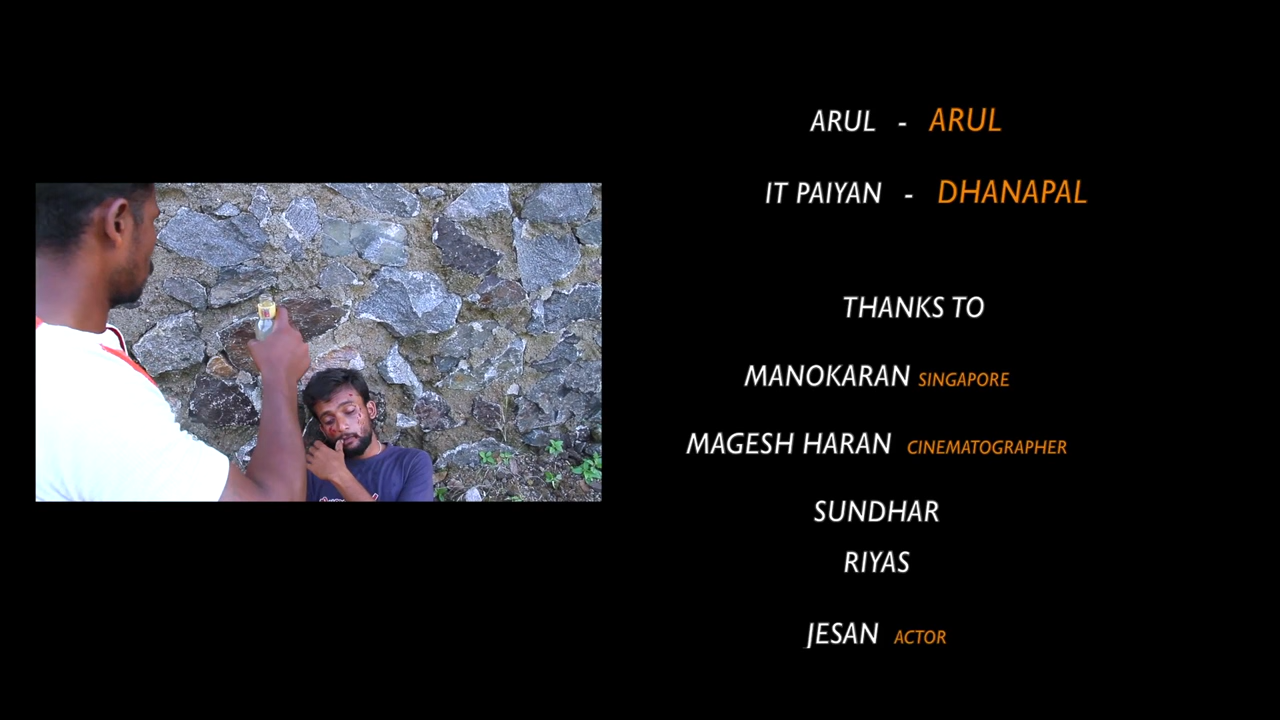 ARUL - ARUL
IT PAIYAN - DHANAPAL
THANKS TO
MANOKARAN SINGAPORE
MAGESH HARAN CINEMATOGRAPHER
SUNDHAR
RIYAS
JESAN ACTOR